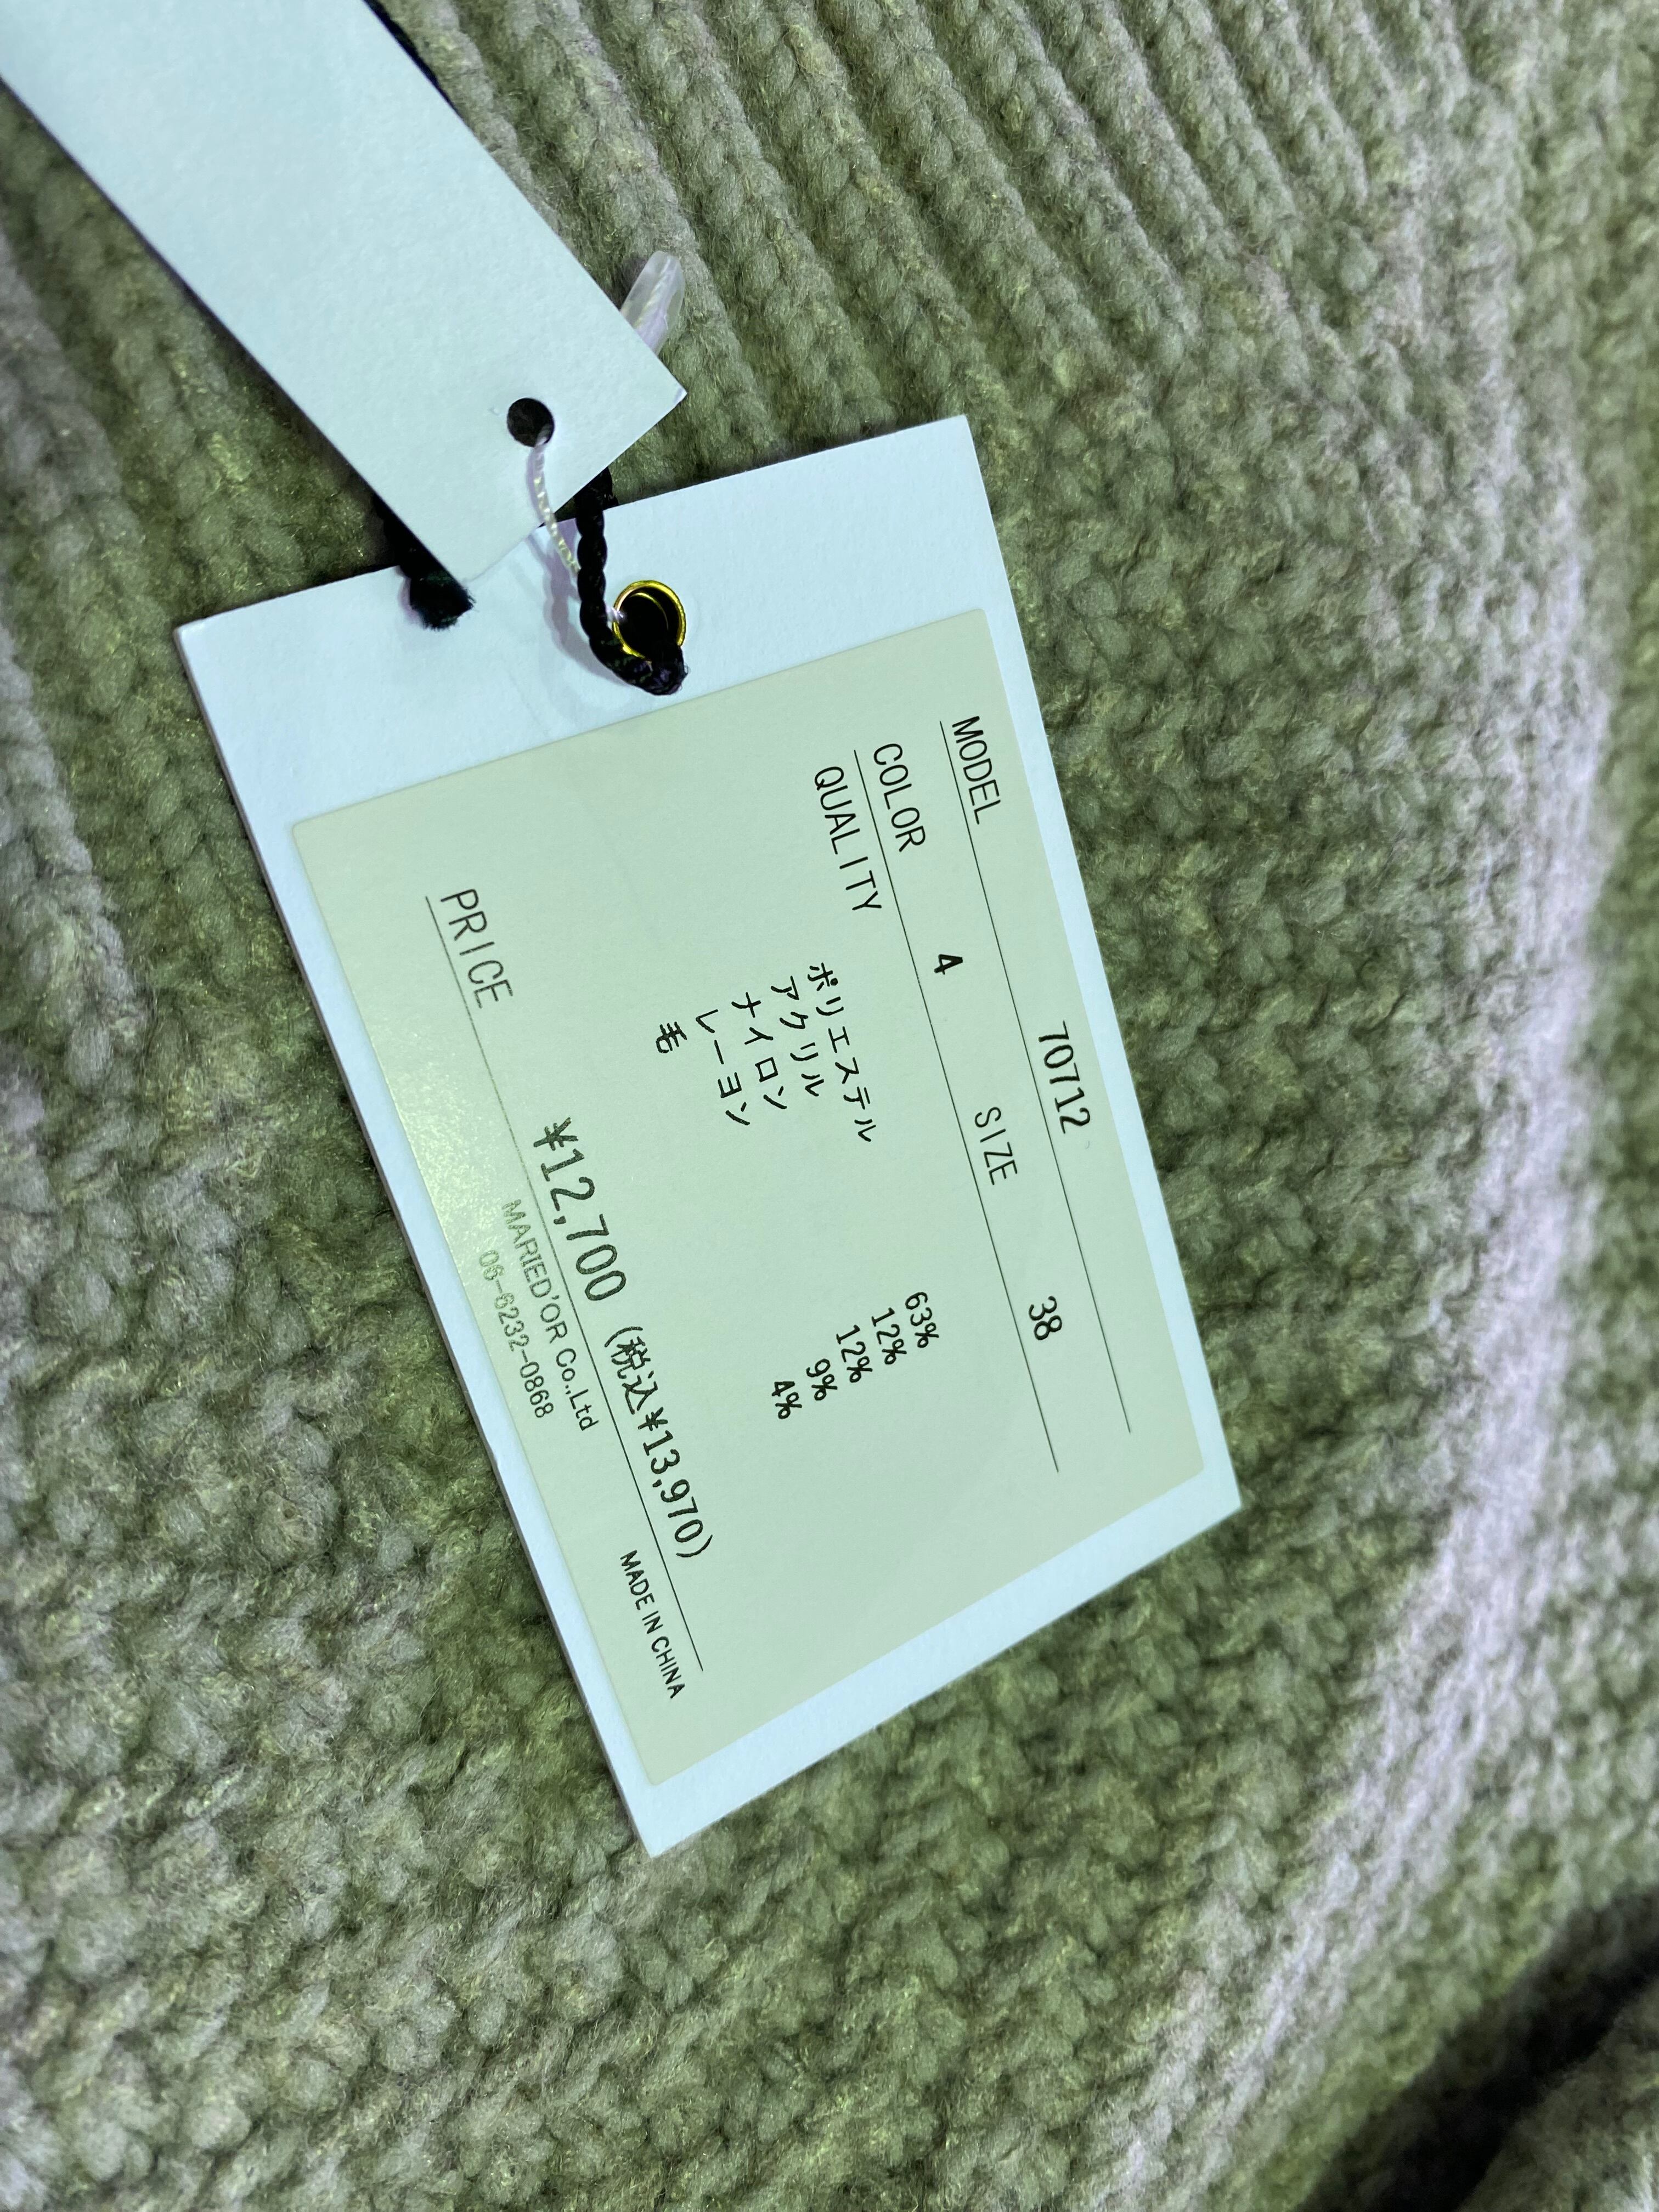 MODEL 70712
COLOR 4 SIZE 38
QUALITY
ポリエステル 63%
アクリル 12%
ナイロン 12%
レーヨン 9%
毛 4%
PRICE ¥12,700 (税込¥13,970)
MARIED'OR Co.,Ltd MADE IN CHINA
06-6232-0868